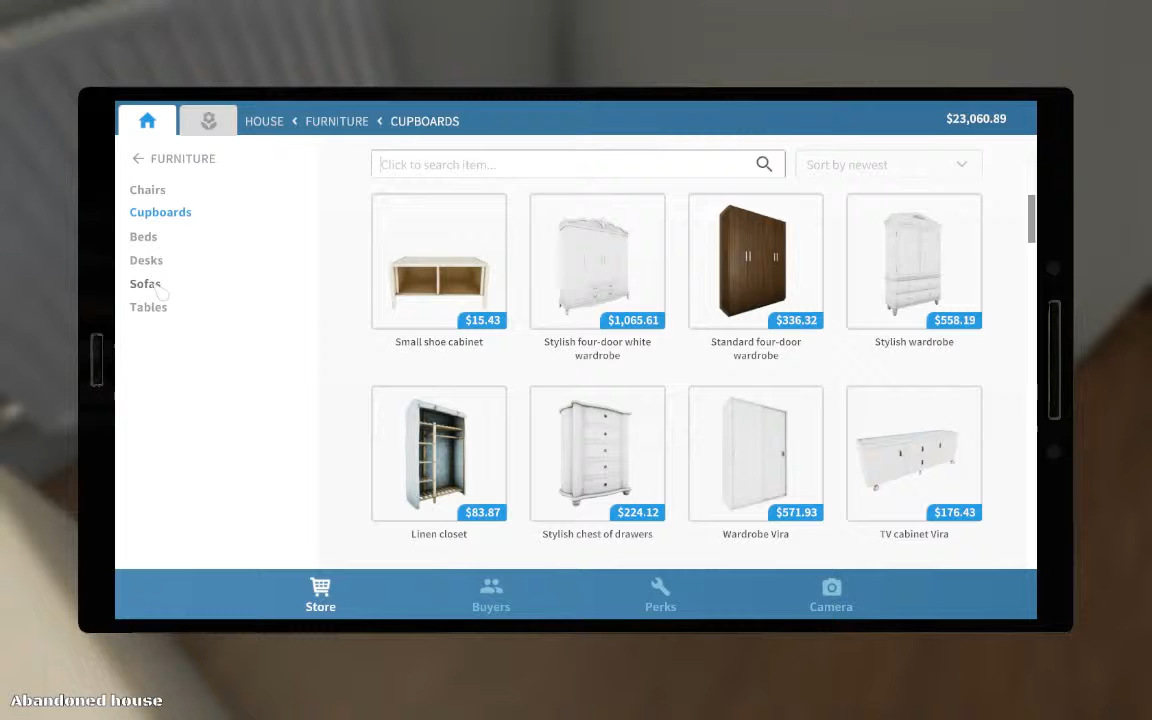 HOUSE < FURNITURE < CUPBOARDS
$23,060.89
FURNITURE
Click to search item...
Sort by newest
Chairs
Cupboards
Beds
Desks
Sofas
Tables
$15.43
$1,065.61
$336.32
$558.19
Small shoe cabinet
Stylish four-door white
wardrobe
Standard four-door
wardrobe
Stylish wardrobe
$83.87
$224.12
$571.93
$176.43
Linen closet
Stylish chest of drawers
Wardrobe Vira
TV cabinet Vira
Store
Buyers
Perks
Camera
Abandoned house